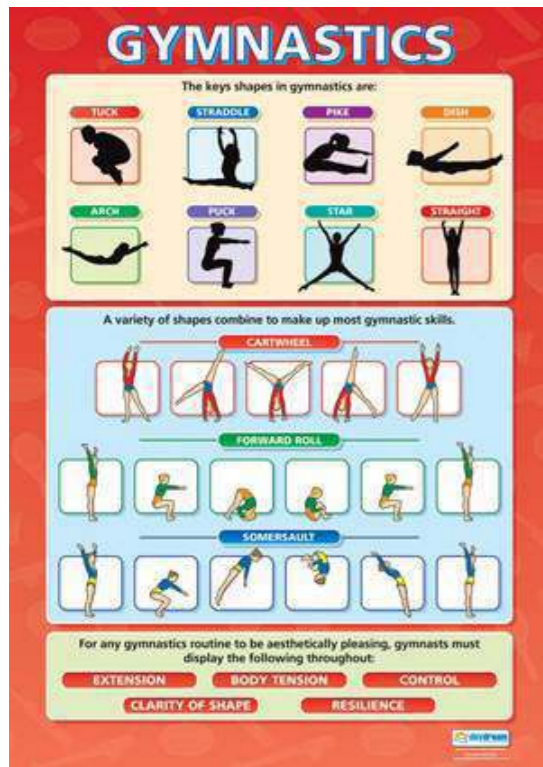 GYMNASTICS
The keys shapes in gymnastics are:
TUCK STRADDLE PIKE DISH
ARCH PUCK STAR STRAIGHT
A variety of shapes combine to make up most gymnastic skills.
CARTWHEEL
FORWARD ROLL
SOMERSAULT
For any gymnastics routine to be aesthetically pleasing, gymnasts must
display the following throughout:
EXTENSION BODY TENSION CONTROL
CLARITY OF SHAPE RESILIENCE
daydream